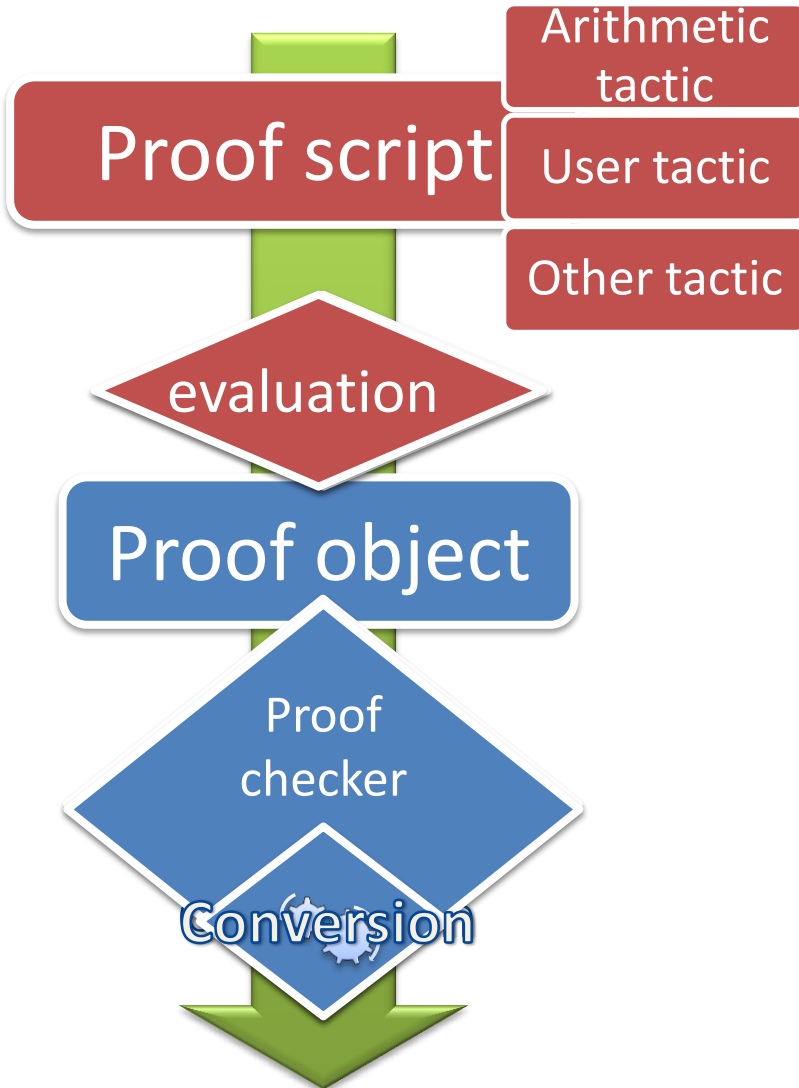 Arithmetic
tactic
Proof script
User tactic
Other tactic
evaluation
Proof object
Proof
checker
Conversion